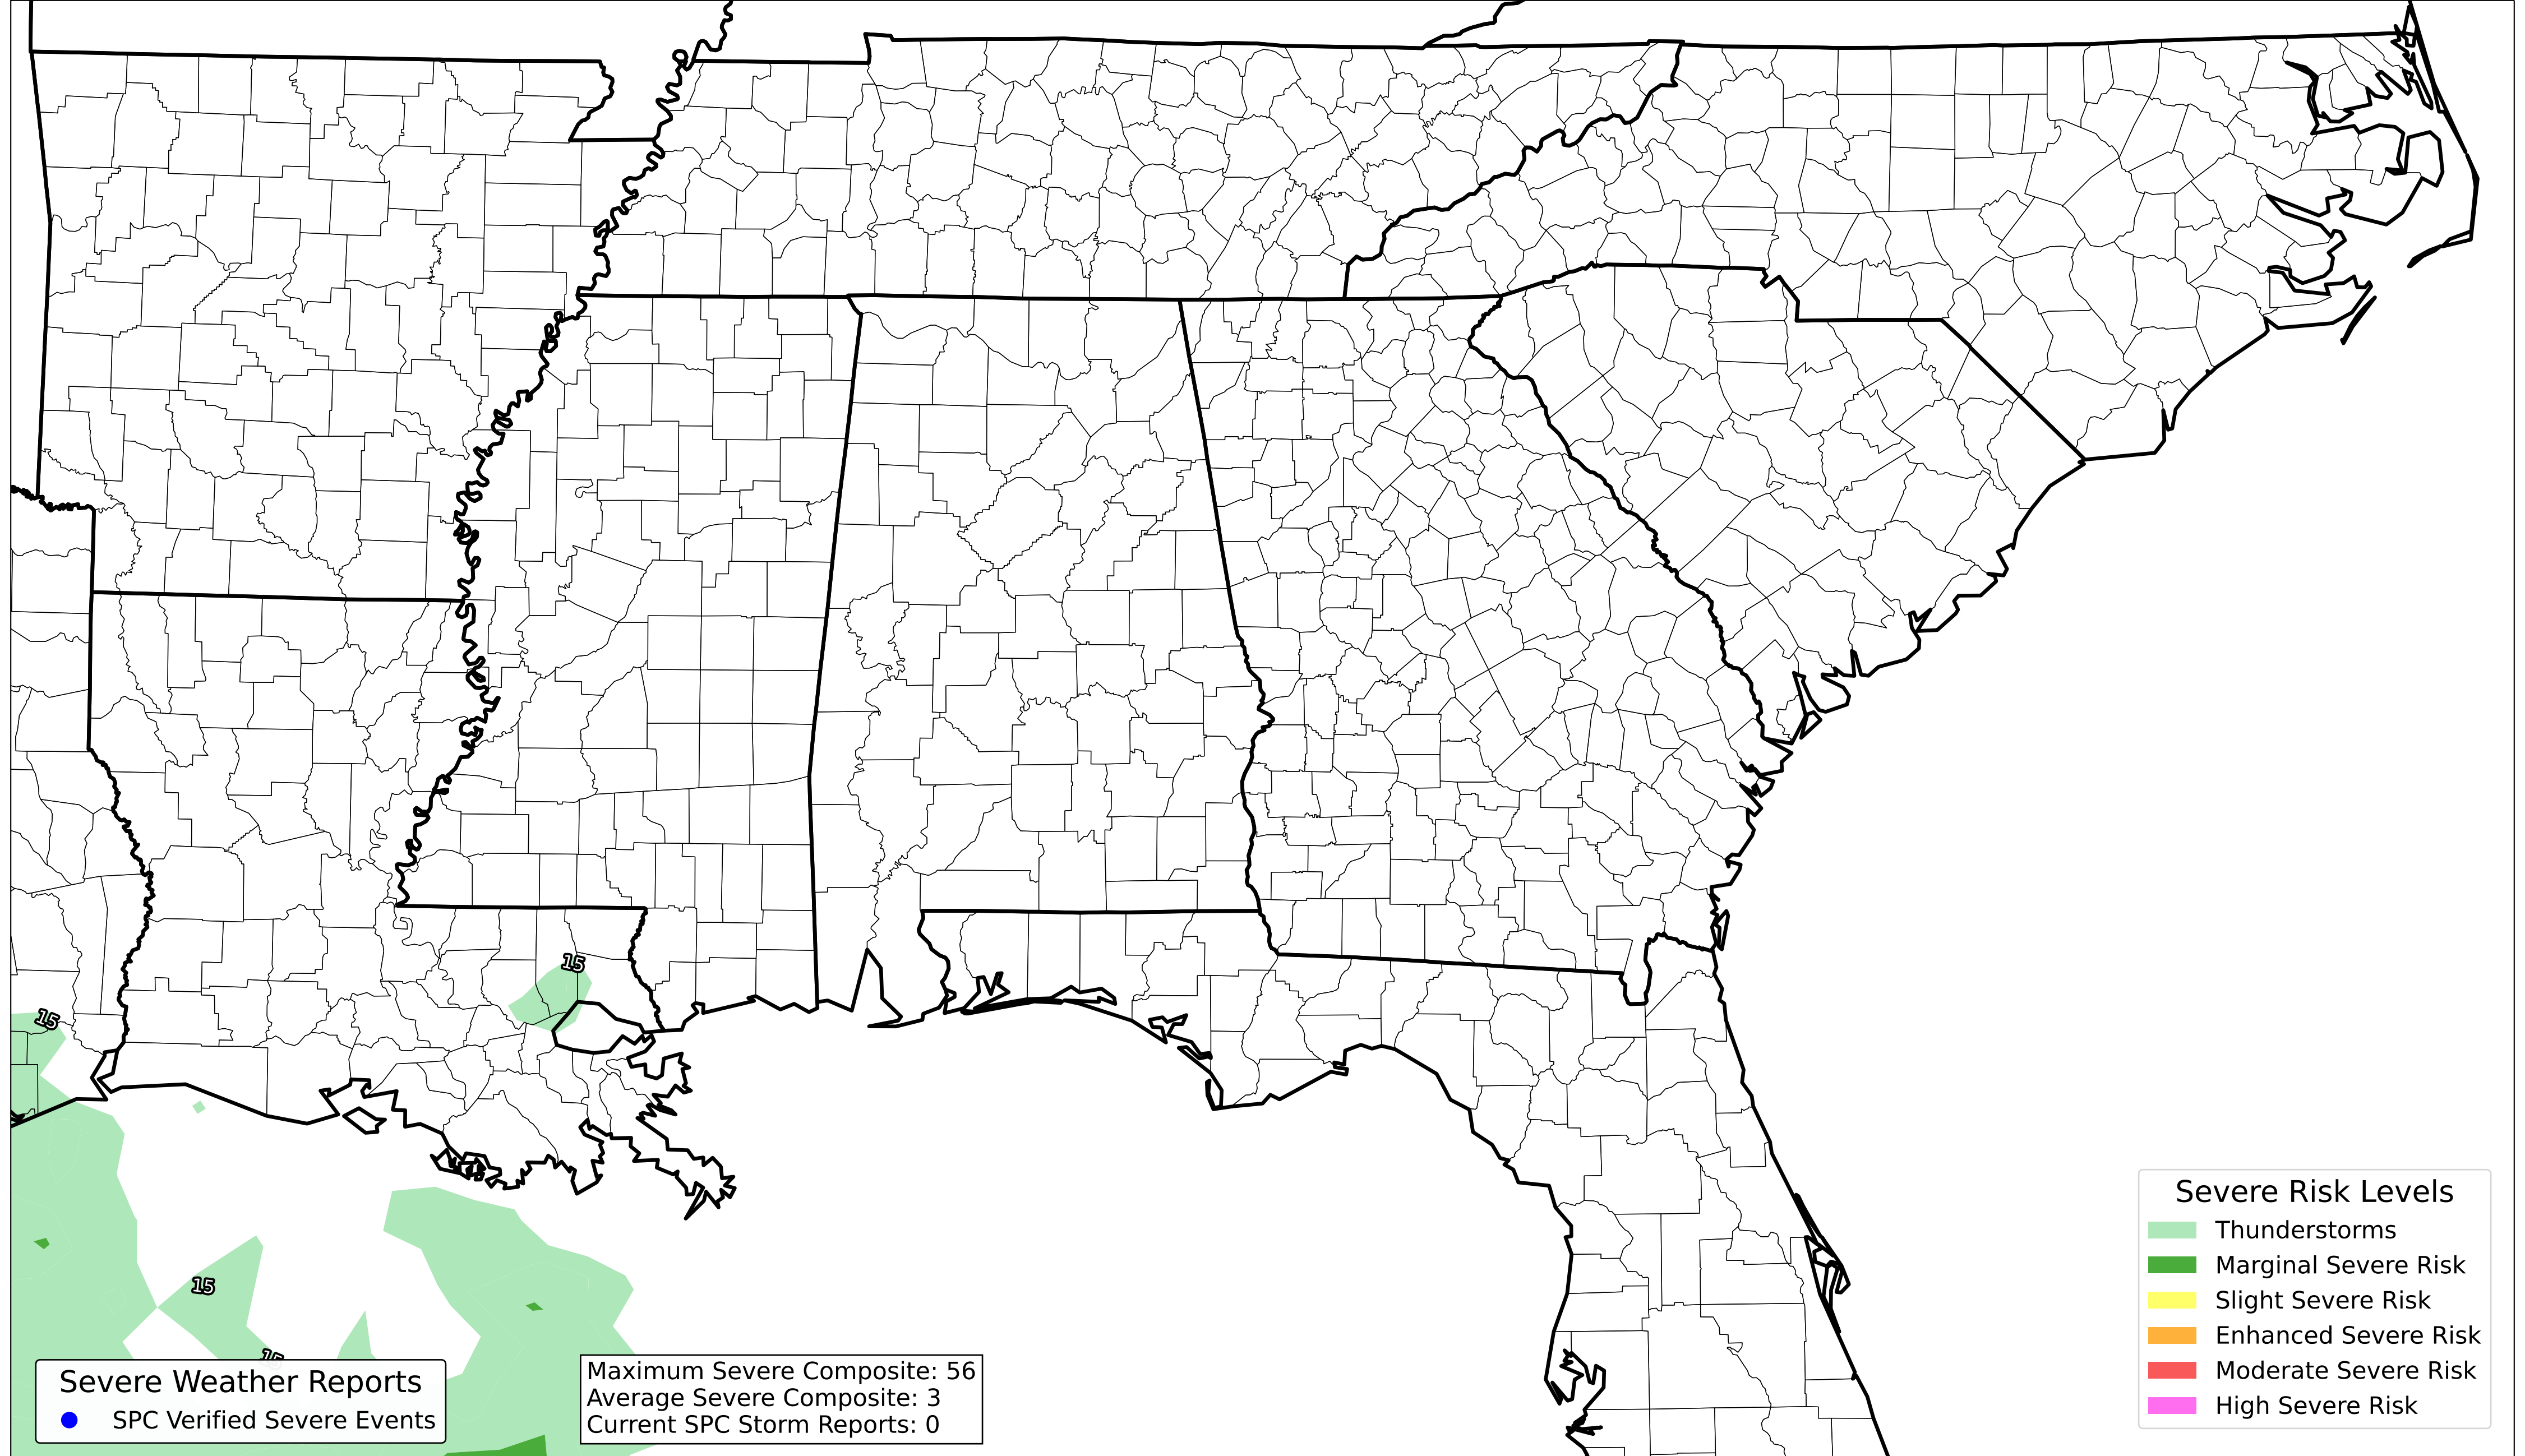 15
15
15
15
Severe Weather Reports
SPC Verified Severe Events
Maximum Severe Composite: 56
Average Severe Composite: 3
Current SPC Storm Reports: 0
Severe Risk Levels
Thunderstorms
Marginal Severe Risk
Slight Severe Risk
Enhanced Severe Risk
Moderate Severe Risk
High Severe Risk